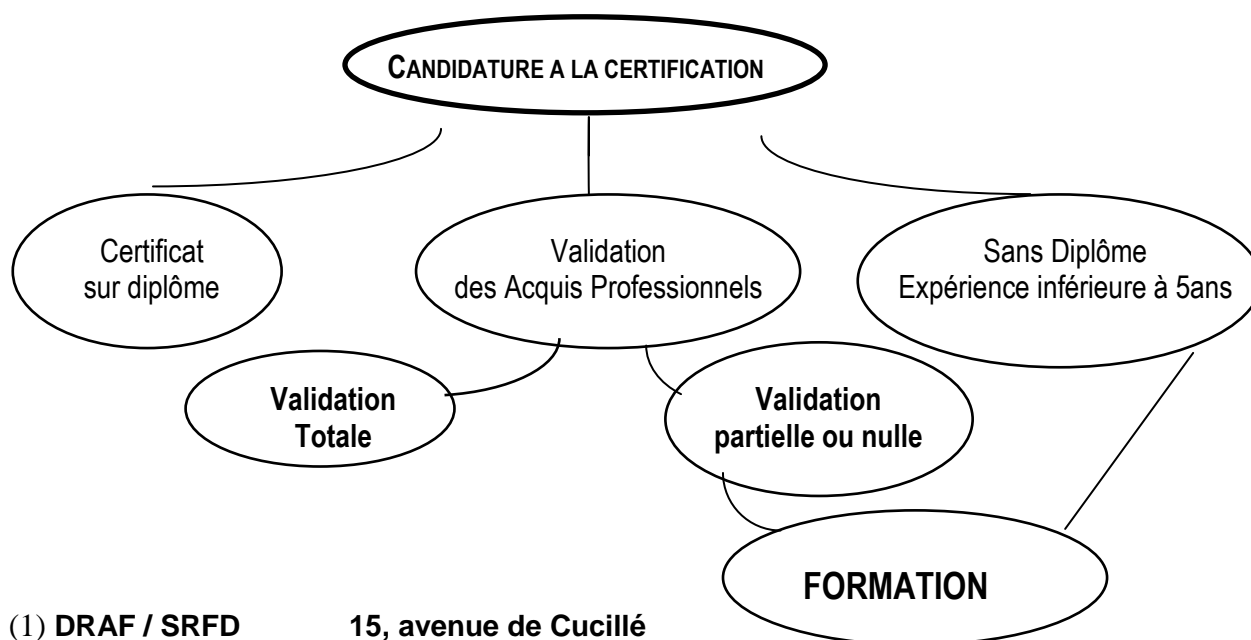 CANDIDATURE A LA CERTIFICATION
Certificat
sur diplôme
Validation
des Acquis Professionnels
Sans Diplôme
Expérience inférieure à 5ans
Validation
Totale
Validation
partielle ou nulle
FORMATION
(1) DRAF / SRFD 15, avenue de Cucillé